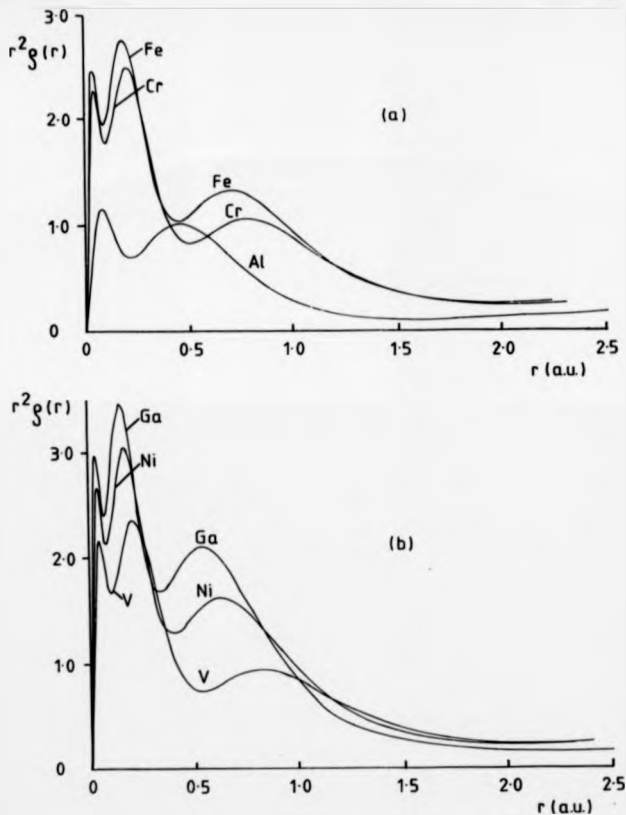 3·0
r²ρ(r)
Fe
Cr
2·0
(a)
Fe
Cr
1·0
Al
0
0 0·5 1·0 1·5 2·0 2·5
r (a.u.)
r²ρ(r)
Ga
3·0
Ni
Ga
(b)
2·0
V
Ni
1·0
V
0
0 0·5 1·0 1·5 2·0 2·5
r (a.u.)